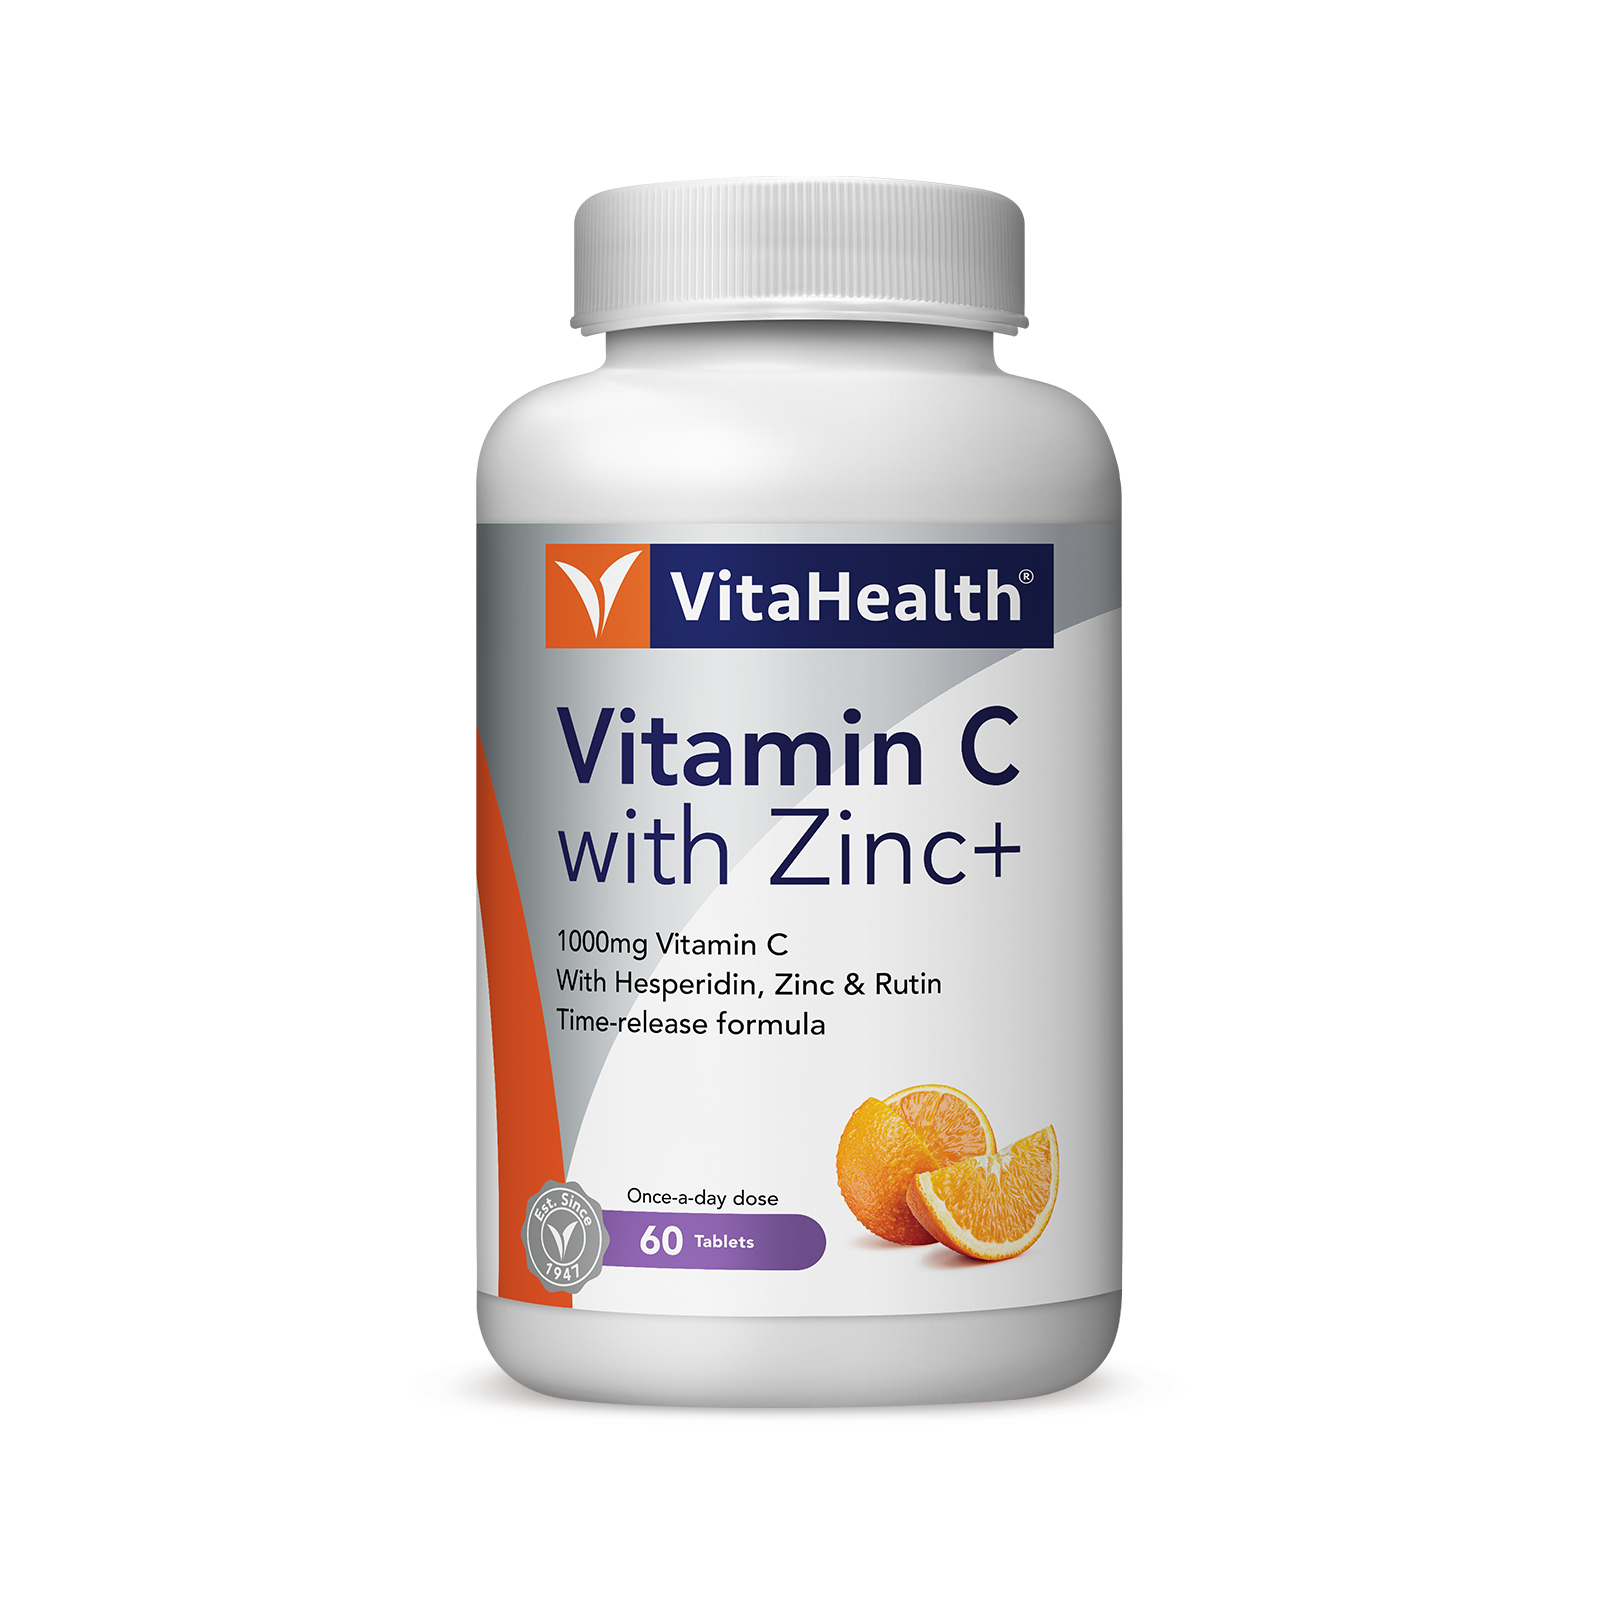 VitaHealth®
Vitamin C
with Zinc+
1000mg Vitamin C
With Hesperidin, Zinc & Rutin
Time-release formula
Once-a-day dose
60 Tablets
Est. Since
1947